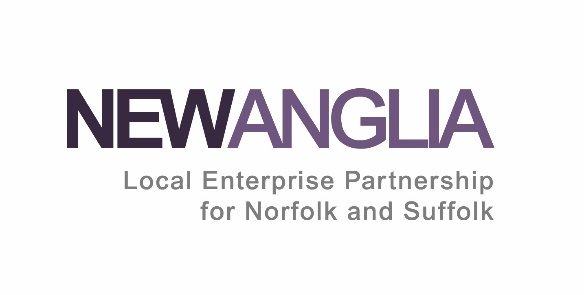 NEWANGLIA
Local Enterprise Partnership
for Norfolk and Suffolk